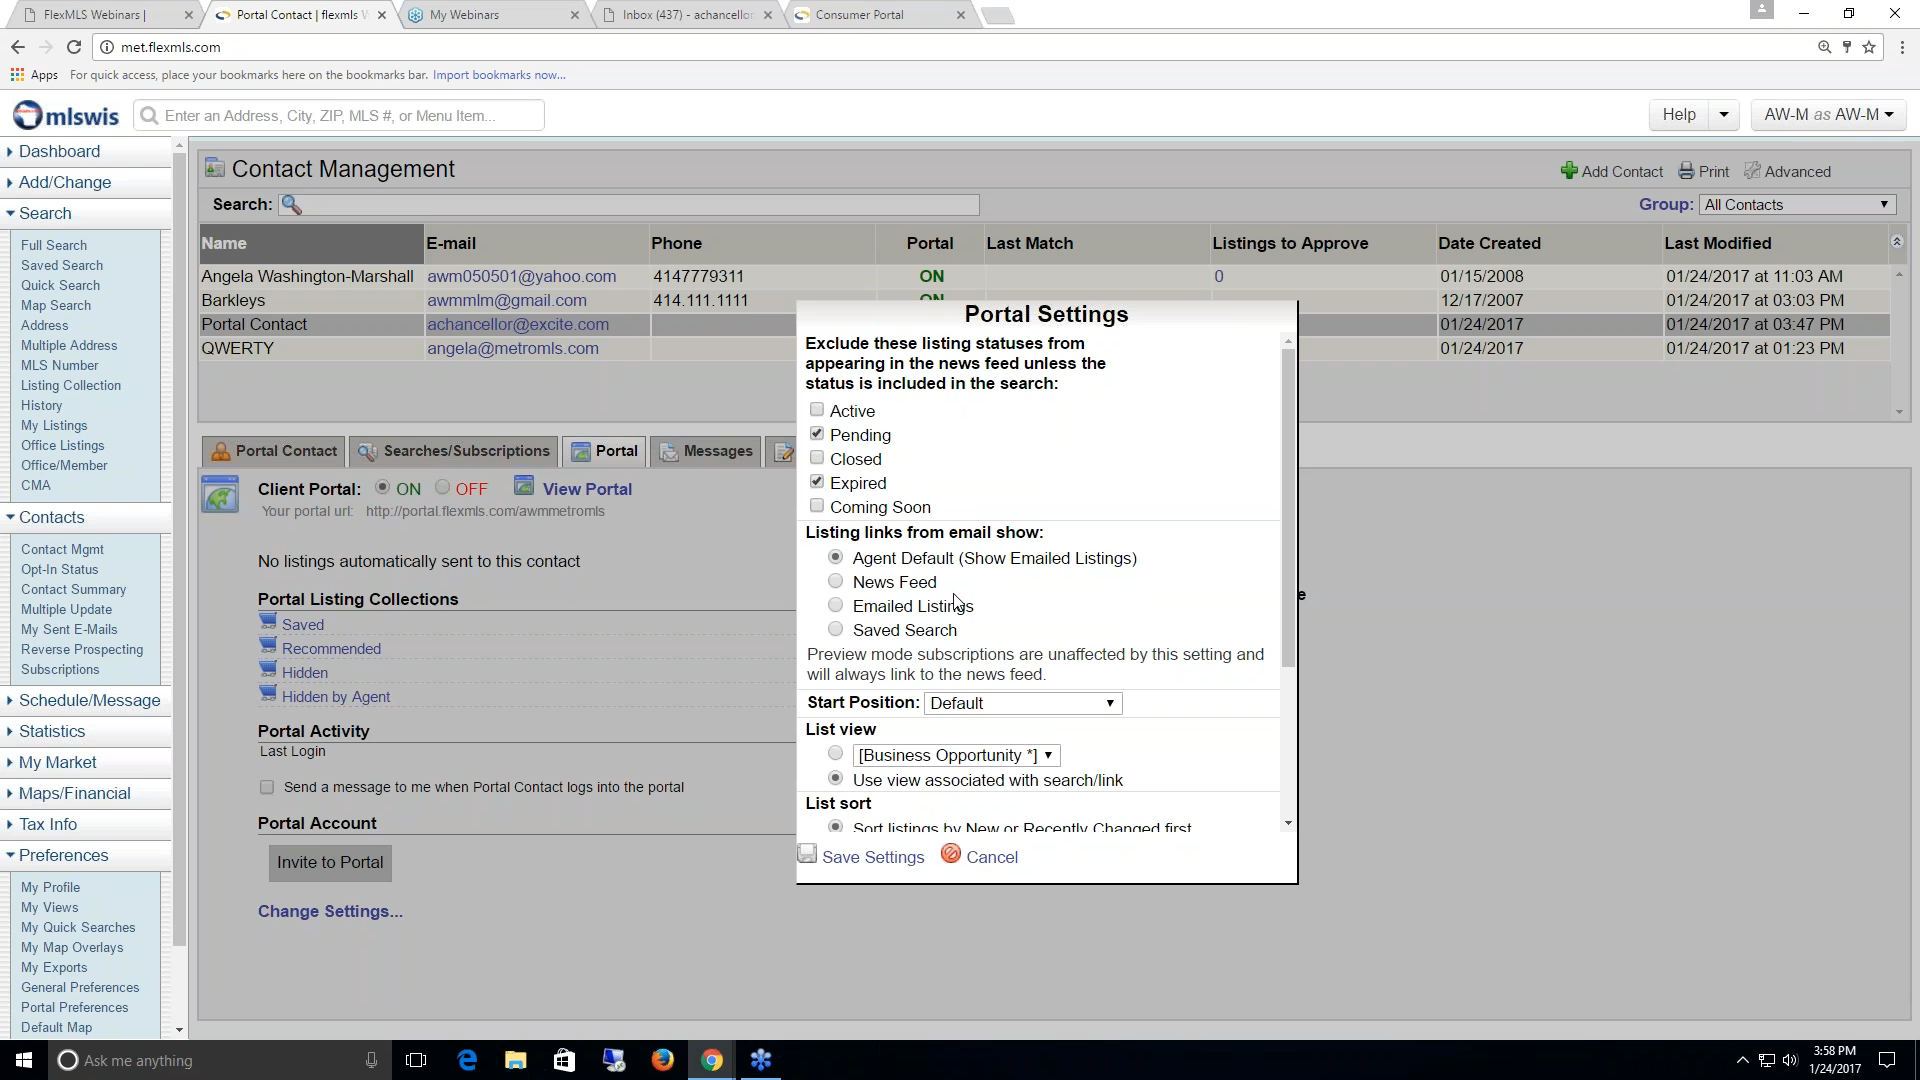 FlexMLS Webinars |
Portal Contact | flexmls W
My Webinars
Inbox (437) - achancellor
Consumer Portal
met.flexmls.com
Apps For quick access, place your bookmarks here on the bookmarks bar. Import bookmarks now...
mlswis
Enter an Address, City, ZIP, MLS #, or Menu Item...
Help
AW-M as AW-M
Dashboard
Add/Change
Search
Full Search
Saved Search
Quick Search
Map Search
Address
Multiple Address
MLS Number
Listing Collection
History
My Listings
Office Listings
Office/Member
CMA
Contacts
Contact Mgmt
Opt-In Status
Contact Summary
Multiple Update
My Sent E-Mails
Reverse Prospecting
Subscriptions
Schedule/Message
Statistics
My Market
Maps/Financial
Tax Info
Preferences
My Profile
My Views
My Quick Searches
My Map Overlays
My Exports
General Preferences
Portal Preferences
Default Map
Contact Management
Add Contact Print Advanced
Search:
Group: All Contacts
Name E-mail Phone Portal Last Match Listings to Approve Date Created Last Modified
Angela Washington-Marshall awm050501@yahoo.com 4147779311 ON 0 01/15/2008 01/24/2017 at 11:03 AM
Barkleys awmmlm@gmail.com 414.111.1111 ON 12/17/2007 01/24/2017 at 03:03 PM
Portal Contact achancellor@excite.com 01/24/2017 01/24/2017 at 03:47 PM
QWERTY angela@metromls.com 01/24/2017 01/24/2017 at 01:23 PM
Portal Contact Searches/Subscriptions Portal Messages
Client Portal: ON OFF View Portal
Your portal url: http://portal.flexmls.com/awmmetromls
No listings automatically sent to this contact
Portal Listing Collections
Saved
Recommended
Hidden
Hidden by Agent
Portal Activity
Last Login
Send a message to me when Portal Contact logs into the portal
Portal Account
Invite to Portal
Change Settings...
Portal Settings
Exclude these listing statuses from
appearing in the news feed unless the
status is included in the search:
Active
Pending
Closed
Expired
Coming Soon
Listing links from email show:
Agent Default (Show Emailed Listings)
News Feed
Emailed Listings
Saved Search
Preview mode subscriptions are unaffected by this setting and
will always link to the news feed.
Start Position: Default
List view
[Business Opportunity *]
Use view associated with search/link
List sort
Sort listings by New or Recently Changed first
Save Settings Cancel
e
Ask me anything
3:58 PM
1/24/2017